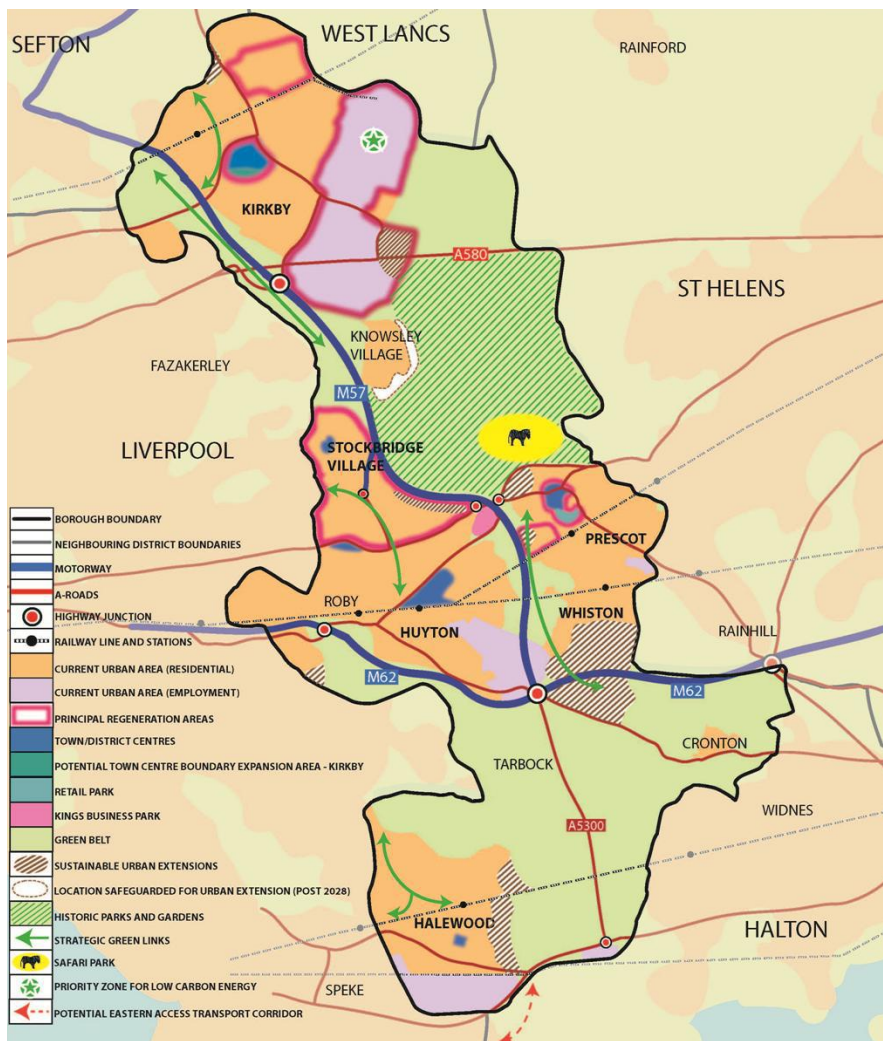 SEFTON
WEST LANCS
RAINFORD
KIRKBY
A580
ST HELENS
KNOWSLEY
VILLAGE
FAZAKERLEY
M57
LIVERPOOL
STOCKBRIDGE
VILLAGE
PRESCOT
ROBY
WHISTON
HUYTON
RAINHILL
M62
M62
CRONTON
TARBOCK
WIDNES
A5300
HALEWOOD
HALTON
SPEKE
BOROUGH BOUNDARY
NEIGHBOURING DISTRICT BOUNDARIES
MOTORWAY
A-ROADS
HIGHWAY JUNCTION
RAILWAY LINE AND STATIONS
CURRENT URBAN AREA (RESIDENTIAL)
CURRENT URBAN AREA (EMPLOYMENT)
PRINCIPAL REGENERATION AREAS
TOWN/DISTRICT CENTRES
POTENTIAL TOWN CENTRE BOUNDARY EXPANSION AREA - KIRKBY
RETAIL PARK
KINGS BUSINESS PARK
GREEN BELT
SUSTAINABLE URBAN EXTENSIONS
LOCATION SAFEGUARDED FOR URBAN EXTENSION (POST 2028)
HISTORIC PARKS AND GARDENS
STRATEGIC GREEN LINKS
SAFARI PARK
PRIORITY ZONE FOR LOW CARBON ENERGY
POTENTIAL EASTERN ACCESS TRANSPORT CORRIDOR